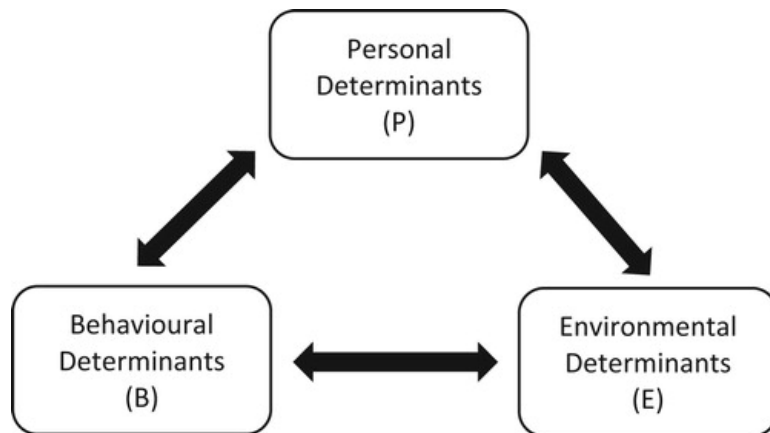 Personal
Determinants
(P)
Behavioural
Determinants
(B)
Environmental
Determinants
(E)